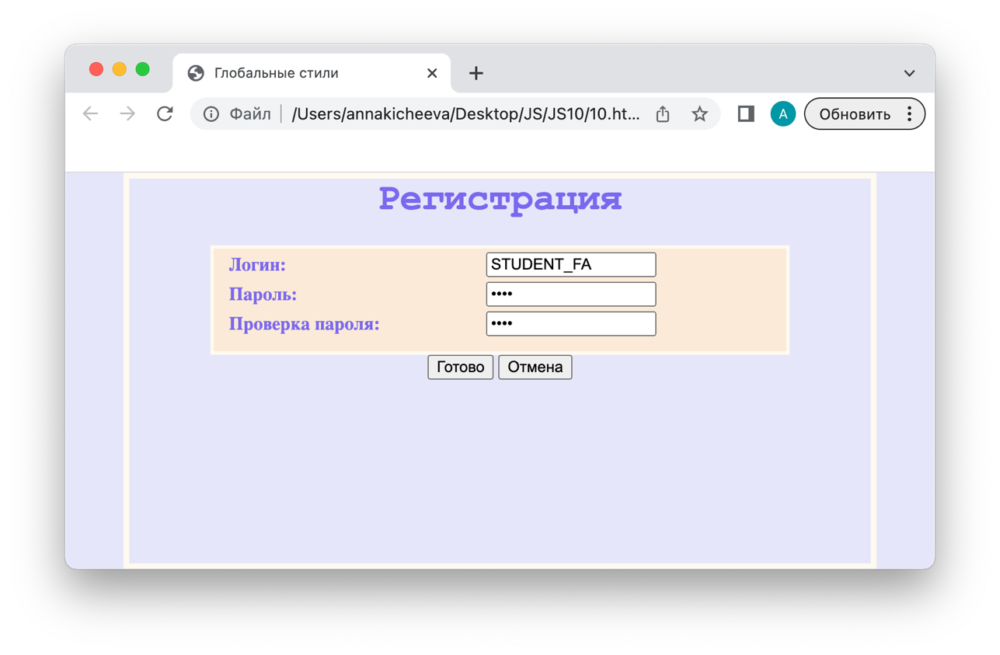 Глобальные стили
Файл /Users/annakicheeva/Desktop/JS/JS10/10.ht... A Обновить
Регистрация
Логин: STUDENT_FA
Пароль: ••••
Проверка пароля: ••••
Готово Отмена